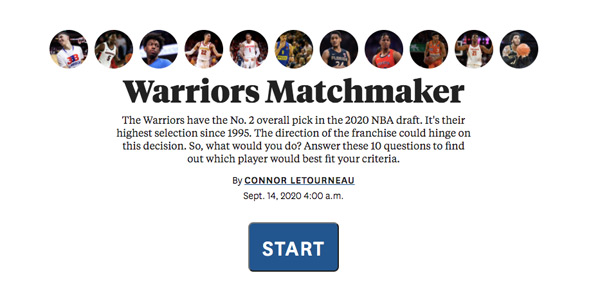 Warriors Matchmaker
The Warriors have the No. 2 overall pick in the 2020 NBA draft. It's their
highest selection since 1995. The direction of the franchise could hinge on
this decision. So, what would you do? Answer these 10 questions to find
out which player would best fit your criteria.
By CONNOR LETOURNEAU
Sept. 14, 2020 4:00 a.m.
START